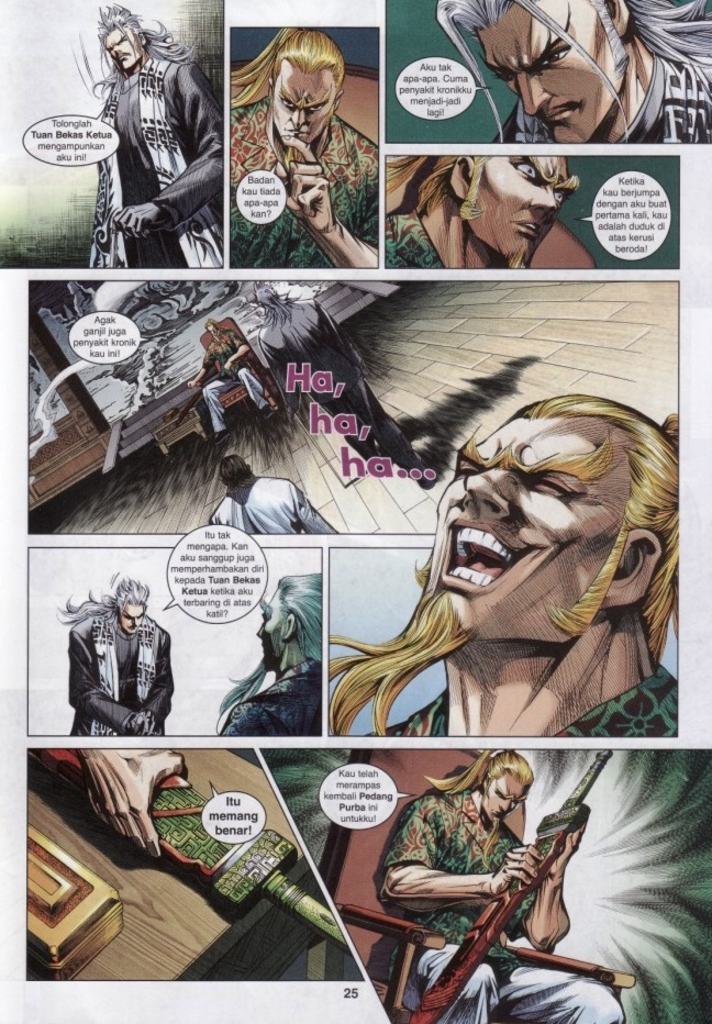 Tolonglah
Tuan Bekas Ketua
mengampunkan
aku ini!
Badan
kau tiada
apa-apa
kan?
Aku tak
apa-apa. Cuma
penyakit kronikku
menjadi-jadi
lagi!
Ketika
kau berjumpa
dengan aku buat
pertama kali, kau
adalah duduk di
atas kerusi
beroda!
Agak
ganjil juga
penyakit kronik
kau ini!
Ha,
ha,
ha...
Itu tak
mengapa. Kan
aku sanggup juga
memperhambakan diri
kepada Tuan Bekas
Ketua ketika aku
terbaring di atas
katil?
Itu
memang
benar!
Kau telah
merampas
kembali Pedang
Purba ini
untukku!
25